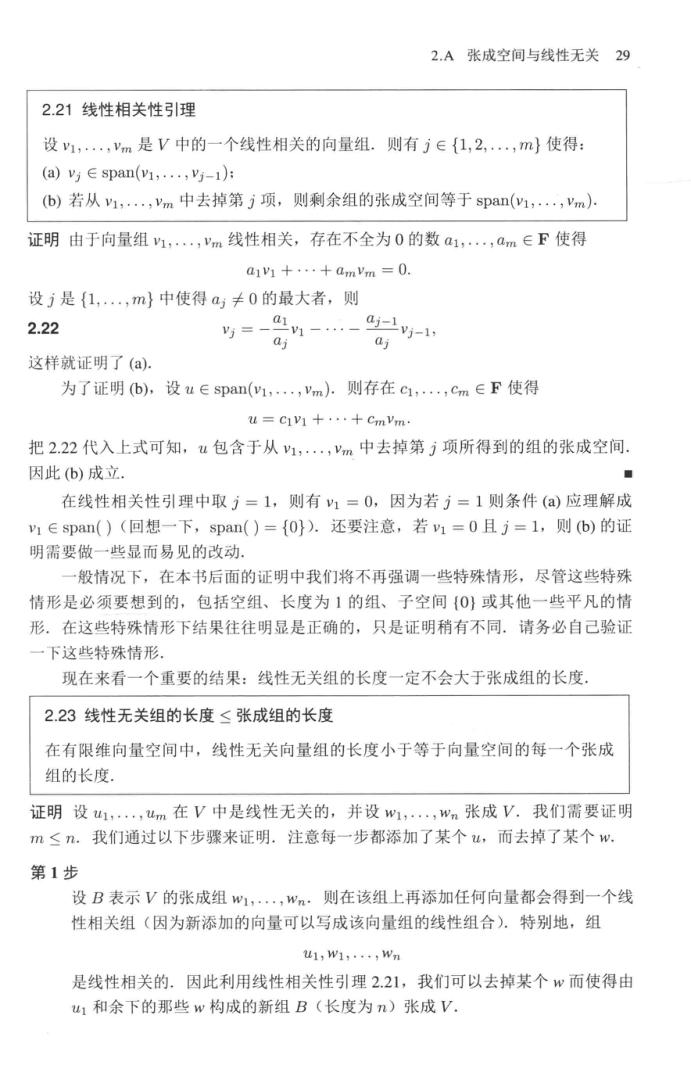 2.A 张成空间与线性无关 29
2.21 线性相关性引理
设 v₁,...,vₘ 是 V 中的一个线性相关的向量组. 则有 j ∈ {1,2,...,m} 使得:
(a) vⱼ ∈ span(v₁,...,vⱼ₋₁);
(b) 若从 v₁,...,vₘ 中去掉第 j 项, 则剩余组的张成空间等于 span(v₁,...,vₘ).
证明 由于向量组 v₁,...,vₘ 线性相关, 存在不全为 0 的数 a₁,...,aₘ ∈ F 使得
a₁v₁ + ⋯ + aₘvₘ = 0.
设 j 是 {1,...,m} 中使得 aⱼ ≠ 0 的最大者, 则
2.22 vⱼ = −(a₁/aⱼ)v₁ − ⋯ − (aⱼ₋₁/aⱼ)vⱼ₋₁,
这样就证明了 (a).
为了证明 (b), 设 u ∈ span(v₁,...,vₘ). 则存在 c₁,...,cₘ ∈ F 使得
u = c₁v₁ + ⋯ + cₘvₘ.
把 2.22 代入上式可知, u 包含于从 v₁,...,vₘ 中去掉第 j 项所得到的组的张成空间.
因此 (b) 成立. ■
在线性相关性引理中取 j = 1, 则有 v₁ = 0, 因为若 j = 1 则条件 (a) 应理解成
v₁ ∈ span( ) (回想一下, span( ) = {0}). 还要注意, 若 v₁ = 0 且 j = 1, 则 (b) 的证
明需要做一些显而易见的改动.
一般情况下, 在本书后面的证明中我们将不再强调一些特殊情形, 尽管这些特殊
情形是必须要想到的, 包括空组、长度为 1 的组、子空间 {0} 或其他一些平凡的情
形. 在这些特殊情形下结果往往明显是正确的, 只是证明稍有不同. 请务必自己验证
一下这些特殊情形.
现在来看一个重要的结果: 线性无关组的长度一定不会大于张成组的长度.
2.23 线性无关组的长度 ≤ 张成组的长度
在有限维向量空间中, 线性无关向量组的长度小于等于向量空间的每一个张成
组的长度.
证明 设 u₁,...,uₘ 在 V 中是线性无关的, 并设 w₁,...,wₙ 张成 V. 我们需要证明
m ≤ n. 我们通过以下步骤来证明. 注意每一步都添加了某个 u, 而去掉了某个 w.
第 1 步
设 B 表示 V 的张成组 w₁,...,wₙ. 则在该组上再添加任何向量都会得到一个线
性相关组 (因为新添加的向量可以写成该向量组的线性组合). 特别地, 组
u₁, w₁,...,wₙ
是线性相关的. 因此利用线性相关性引理 2.21, 我们可以去掉某个 w 而使得由
u₁ 和余下的那些 w 构成的新组 B (长度为 n) 张成 V.